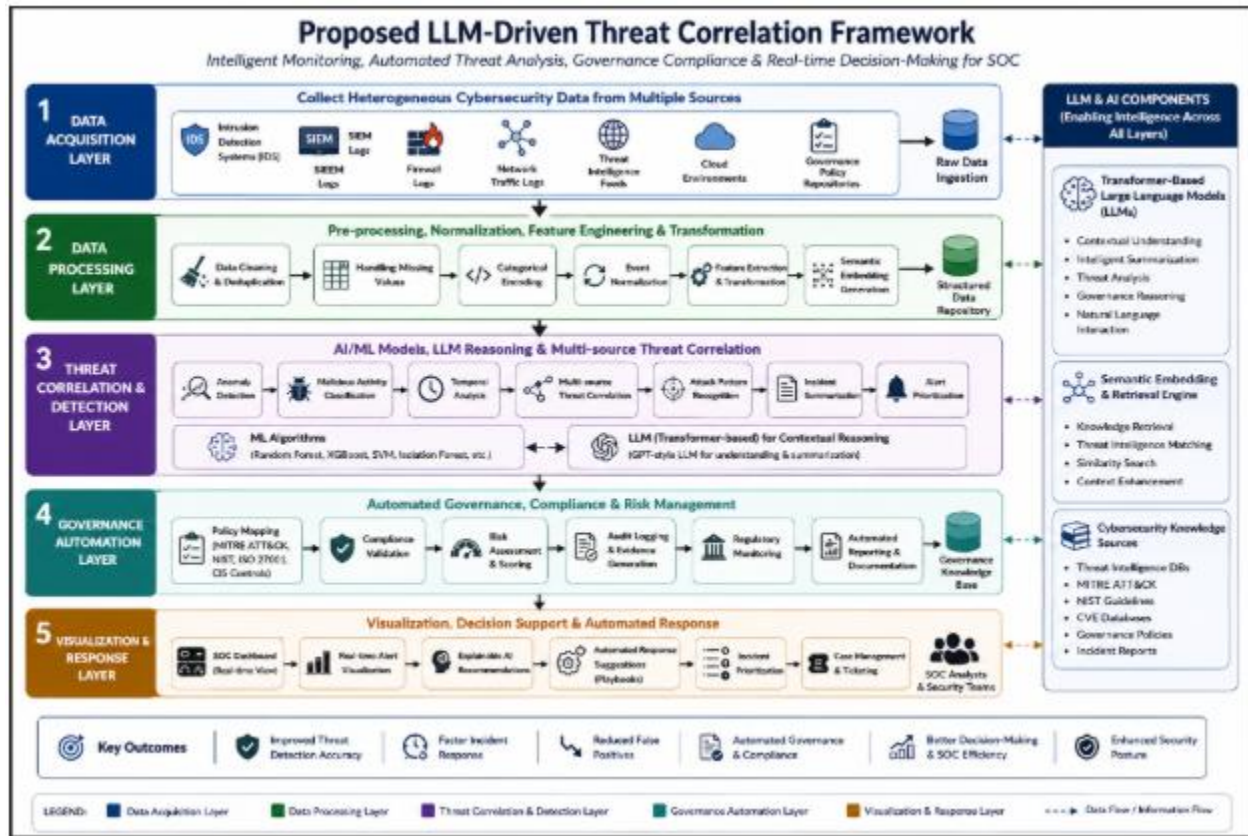 Proposed LLM-Driven Threat Correlation Framework
Intelligent Monitoring, Automated Threat Analysis, Governance Compliance & Real-time Decision-Making for SOC
1
DATA
ACQUISITION
LAYER
Collect Heterogeneous Cybersecurity Data from Multiple Sources
IDS
Intrusion
Detection
Systems (IDS)
SIEM
SIEM
Logs
SIEEM
Logs
Firewall
Logs
Network
Traffic Logs
Threat
Intelligence
Feeds
Cloud
Environments
Governance
Policy
Repositories
Raw Data
Ingestion
2
DATA
PROCESSING
LAYER
Pre-processing, Normalization, Feature Engineering & Transformation
Data Cleaning
& Deduplication
Handling Missing
Values
</>
Categorical
Encoding
Event
Normalization
Feature Extraction
& Transformation
Semantic
Embedding
Generation
Structured
Data
Repository
3
THREAT
CORRELATION &
DETECTION
LAYER
AI/ML Models, LLM Reasoning & Multi-source Threat Correlation
Anomaly
Detection
Malicious Activity
Classification
Temporal
Analysis
Multi-source
Threat Correlation
Attack Pattern
Recognition
Incident
Summarization
Alert
Prioritization
ML Algorithms
(Random Forest, XGBoost, SVM, Isolation Forest, etc.)
LLM (Transformer-based) for Contextual Reasoning
(GPT-style LLM for understanding & summarization)
4
GOVERNANCE
AUTOMATION
LAYER
Automated Governance, Compliance & Risk Management
Policy Mapping
(MITRE ATT&CK,
NIST, ISO 27001,
CIS Controls)
Compliance
Validation
Risk
Assessment
& Scoring
Audit Logging
& Evidence
Generation
Regulatory
Monitoring
Automated
Reporting &
Documentation
Governance
Knowledge
Base
5
VISUALIZATION &
RESPONSE
LAYER
Visualization, Decision Support & Automated Response
SOC Dashboard
(Real-time View)
Real-time Alert
Visualization
Explainable AI
Recommendations
Automated Response
Suggestions
(Playbooks)
Incident
Prioritization
Case Management
& Ticketing
SOC Analysts
& Security Teams
LLM & AI COMPONENTS
(Enabling Intelligence Across
All Layers)
Transformer-Based
Large Language Models
(LLMs)
• Contextual Understanding
• Intelligent Summarization
• Threat Analysis
• Governance Reasoning
• Natural Language
Interaction
Semantic Embedding
& Retrieval Engine
• Knowledge Retrieval
• Threat Intelligence Matching
• Similarity Search
• Context Enhancement
Cybersecurity Knowledge
Sources
• Threat Intelligence DBs
• MITRE ATT&CK
• NIST Guidelines
• CVE Databases
• Governance Policies
• Incident Reports
Key Outcomes
Improved Threat
Detection Accuracy
Faster Incident
Response
Reduced False
Positives
Automated Governance
& Compliance
Better Decision-Making
& SOC Efficiency
Enhanced Security
Posture
LEGEND:
Data Acquisition Layer
Data Processing Layer
Threat Correlation & Detection Layer
Governance Automation Layer
Visualization & Response Layer
Data Flow / Information Flow